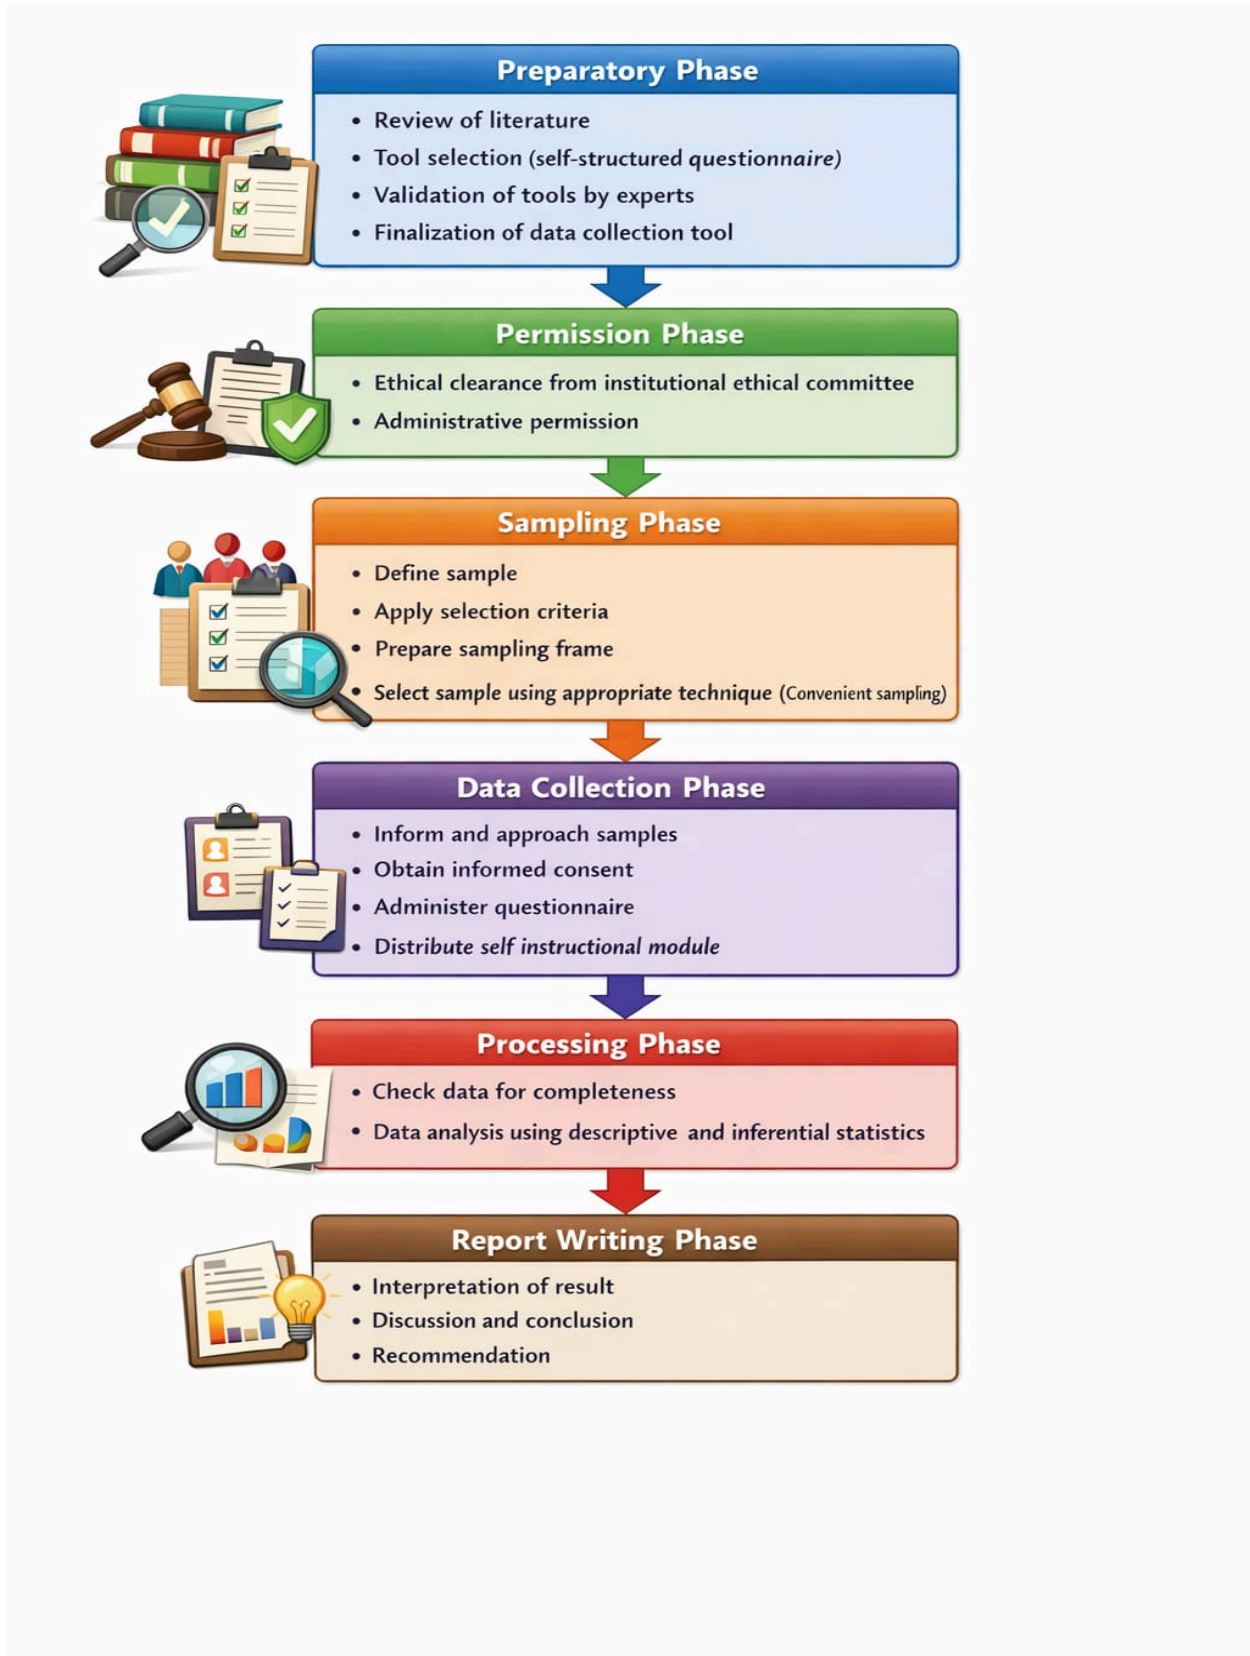 Preparatory Phase
• Review of literature
• Tool selection (self-structured questionnaire)
• Validation of tools by experts
• Finalization of data collection tool
Permission Phase
• Ethical clearance from institutional ethical committee
• Administrative permission
Sampling Phase
• Define sample
• Apply selection criteria
• Prepare sampling frame
• Select sample using appropriate technique (Convenient sampling)
Data Collection Phase
• Inform and approach samples
• Obtain informed consent
• Administer questionnaire
• Distribute self instructional module
Processing Phase
• Check data for completeness
• Data analysis using descriptive and inferential statistics
Report Writing Phase
• Interpretation of result
• Discussion and conclusion
• Recommendation